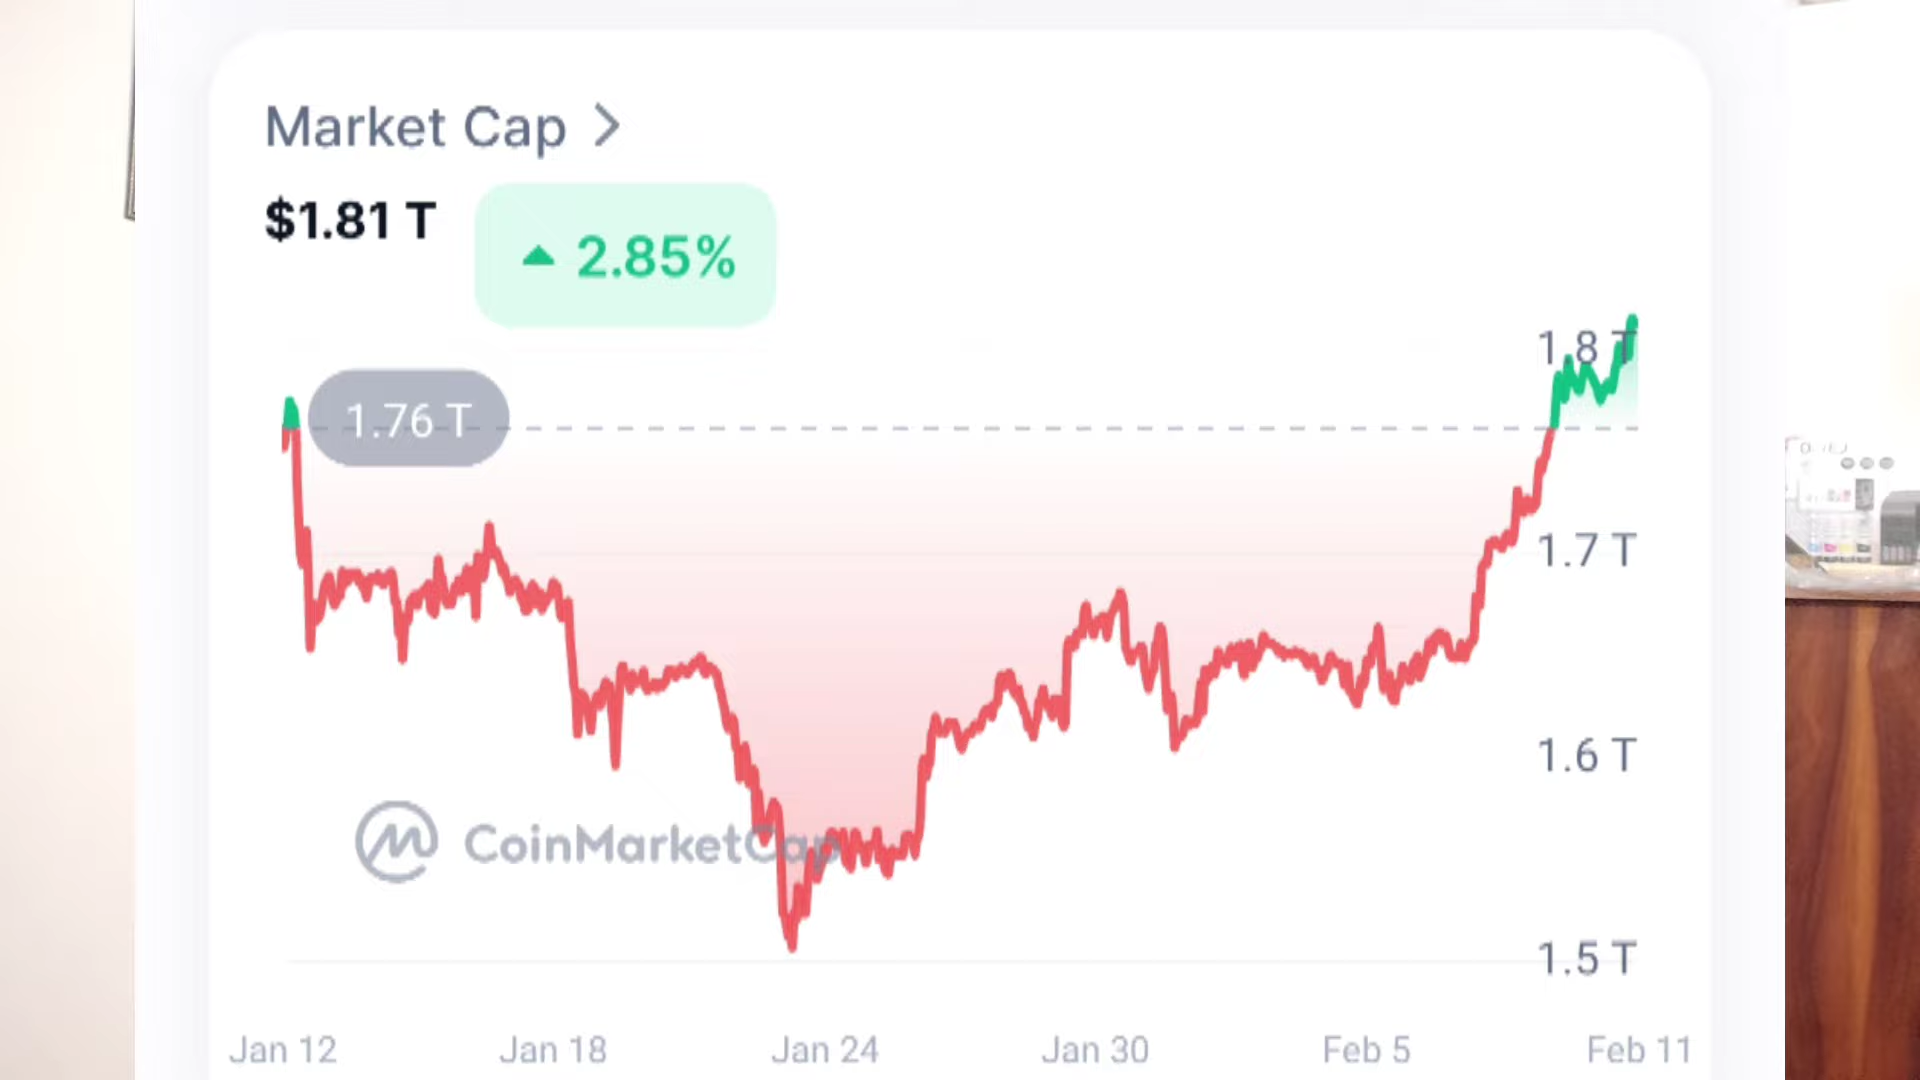 Market Cap >
$1.81 T ▲ 2.85%
1.8 T
1.76 T
1.7 T
1.6 T
CoinMarketCap
1.5 T
Jan 12 Jan 18 Jan 24 Jan 30 Feb 5 Feb 11